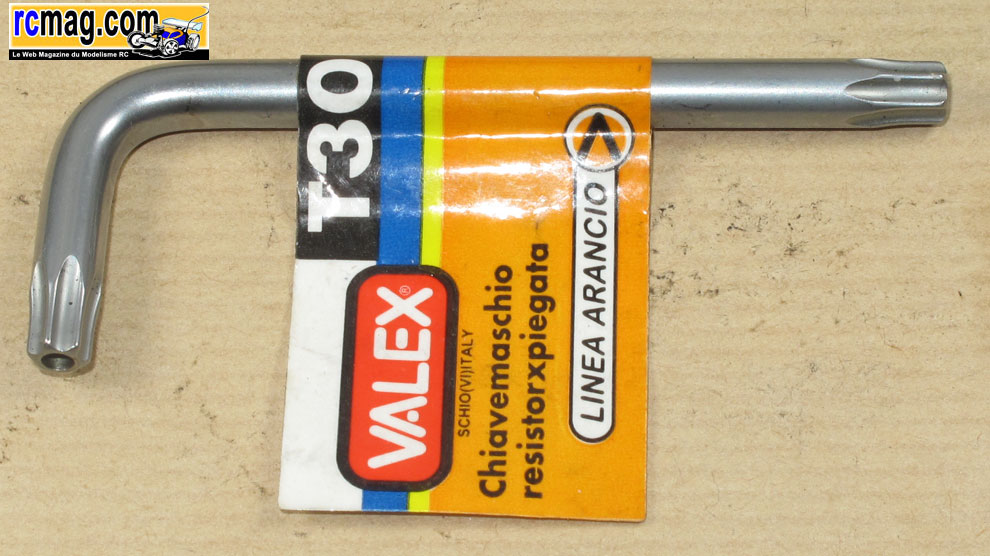 rcmag.com
Le Web Magazine du Modelisme RC
T30
VALEX®
SCHIO(VI)ITALY
Chiavemaschio
resistorxpiegata
LINEA ARANCIO